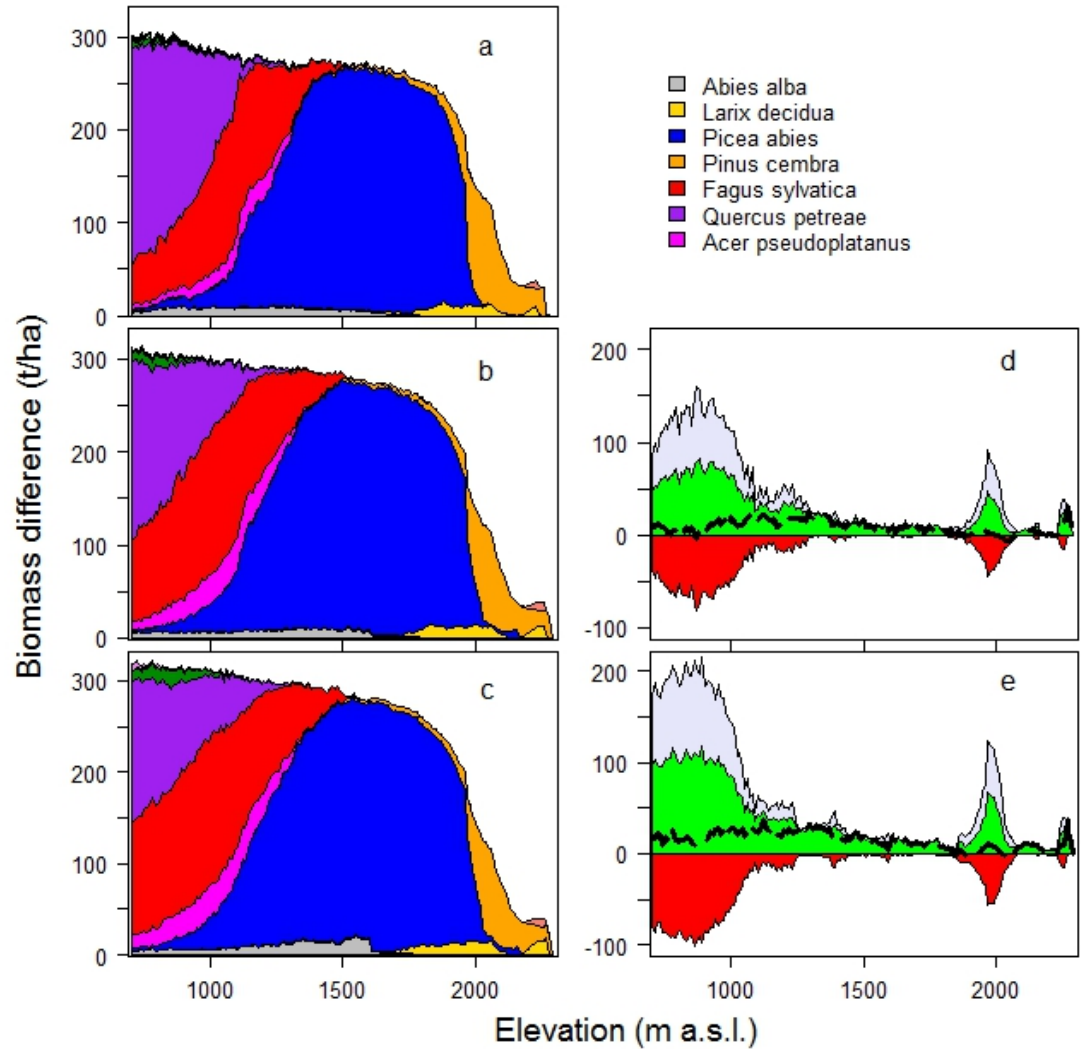 Biomass difference (t/ha)
300
200
100
0
a
Abies alba
Larix decidua
Picea abies
Pinus cembra
Fagus sylvatica
Quercus petreae
Acer pseudoplatanus
300
200
100
0
b
200
100
0
-100
d
300
200
100
0
c
200
100
0
-100
e
1000 1500 2000
1000 1500 2000
Elevation (m a.s.l.)